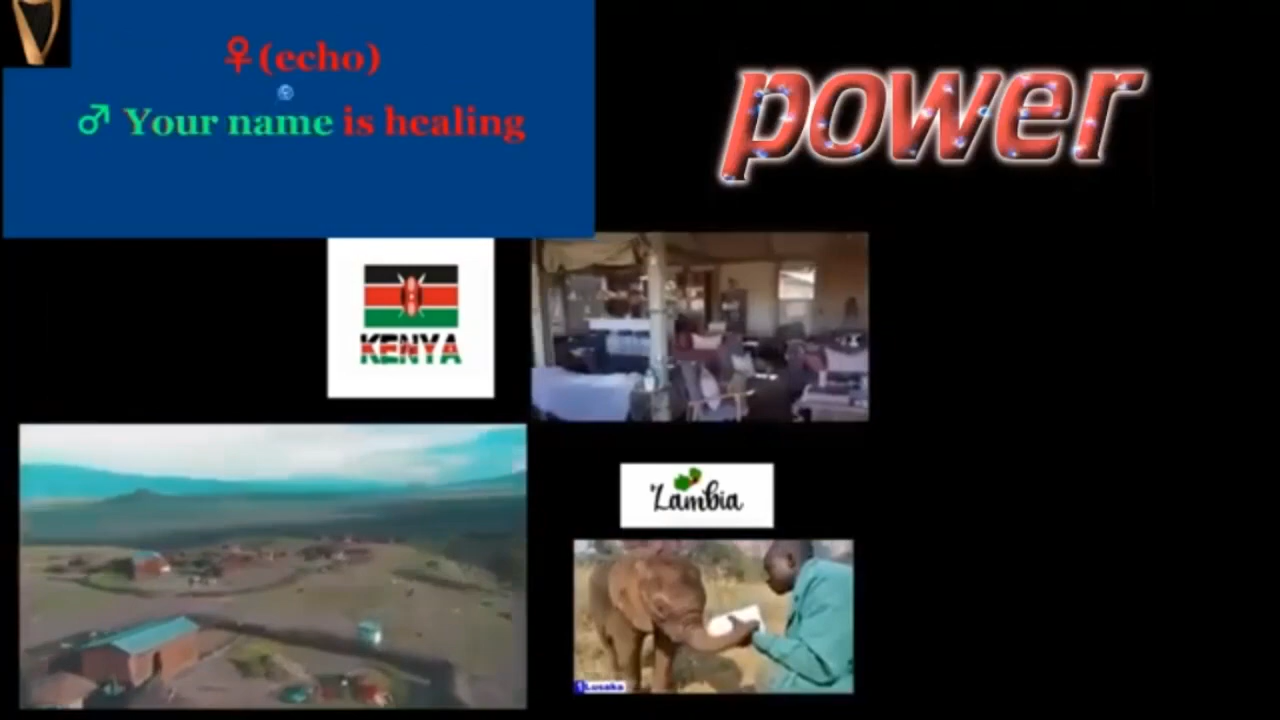 ♀(echo)
♂ Your name is healing
power
KENYA
Zambia
Lusaka